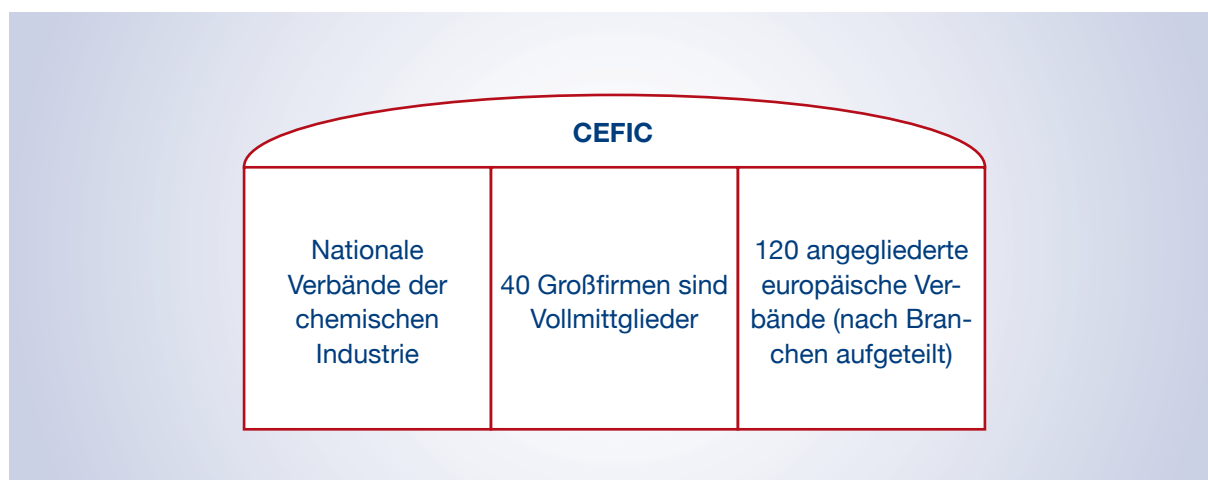 CEFIC
Nationale
Verbände der
chemischen
Industrie
40 Großfirmen sind
Vollmittglieder
120 angegliederte
europäische Ver-
bände (nach Bran-
chen aufgeteilt)